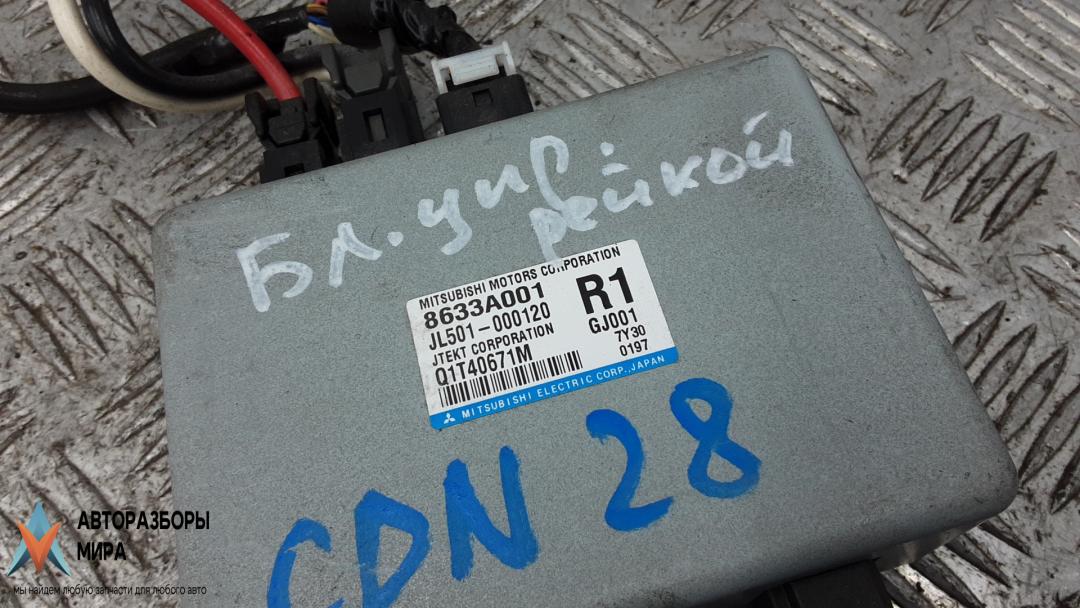 Бл. упр
рейкой
MITSUBISHI MOTORS CORPORATION
8633A001 R1
JL501-000120 GJ001
JTEKT CORPORATION 7Y30
Q1T40671M 0197
MITSUBISHI ELECTRIC CORP., JAPAN
CDN 28
АВТОРАЗБОРЫ
МИРА
мы найдем любую запчасти для любого авто